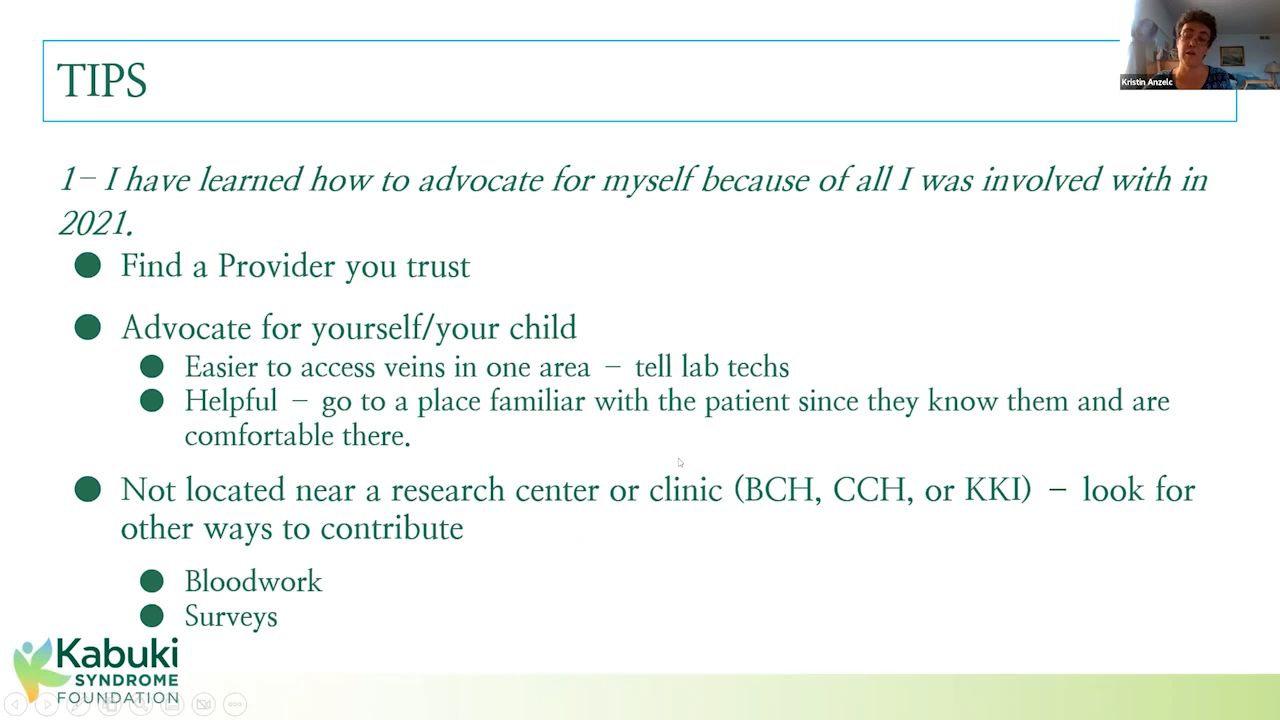 TIPS
Kristin Anzelc
1– I have learned how to advocate for myself because of all I was involved with in
2021.
● Find a Provider you trust
● Advocate for yourself/your child
● Easier to access veins in one area – tell lab techs
● Helpful – go to a place familiar with the patient since they know them and are
comfortable there.
● Not located near a research center or clinic (BCH, CCH, or KKI) – look for
other ways to contribute
● Bloodwork
● Surveys
Kabuki
SYNDROME
FOUNDATION